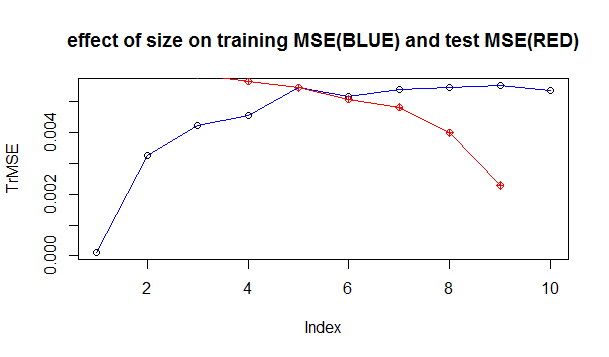 effect of size on training MSE(BLUE) and test MSE(RED)
TrMSE
0.004
0.002
0.000
2
4
6
8
10
Index